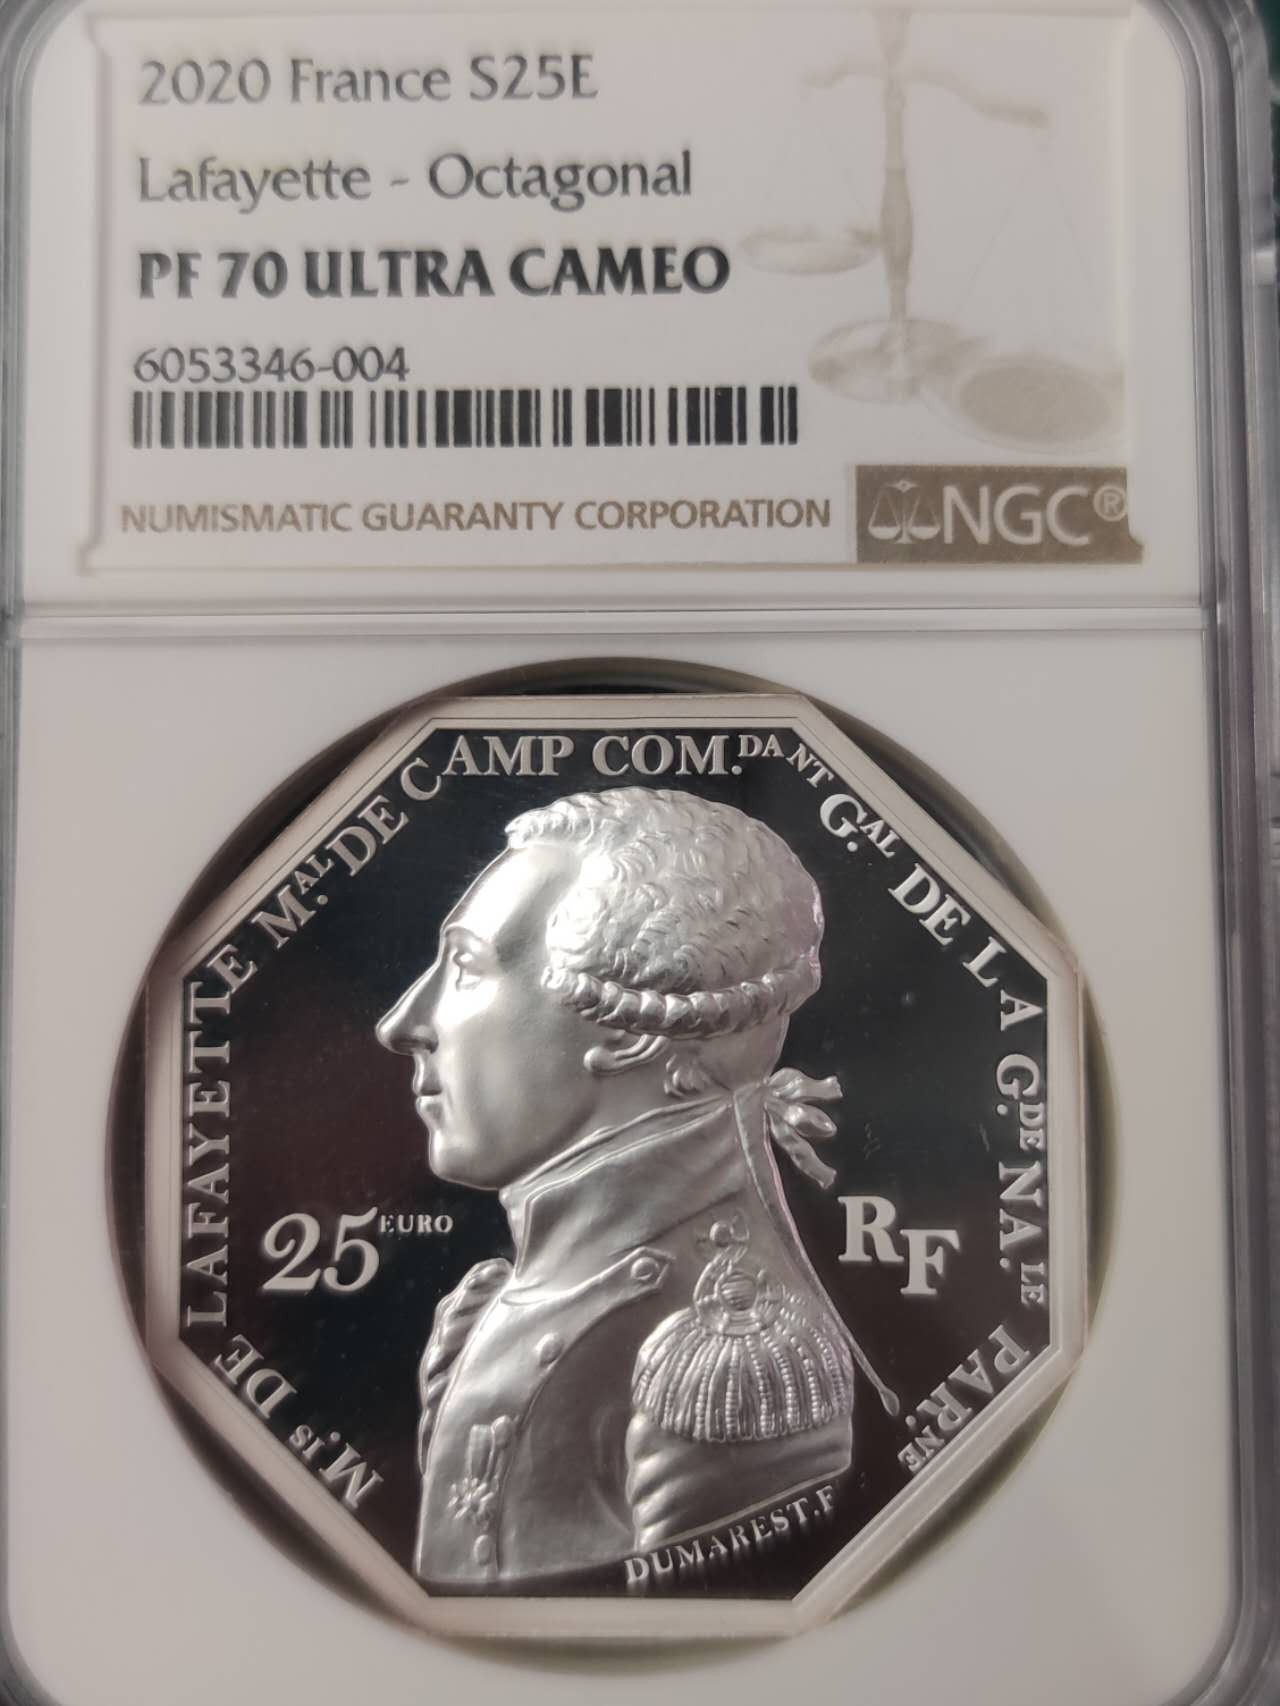 2020 France S25E
Lafayette - Octagonal
PF 70 ULTRA CAMEO
6053346-004
NUMISMATIC GUARANTY CORPORATION
NGC®
M.IS DE LAFAYETTE M.AL DE CAMP COM.DANT G.AL DE LA G.DE NA.LE PAR.NE
25 EURO
RF
DUMAREST.F